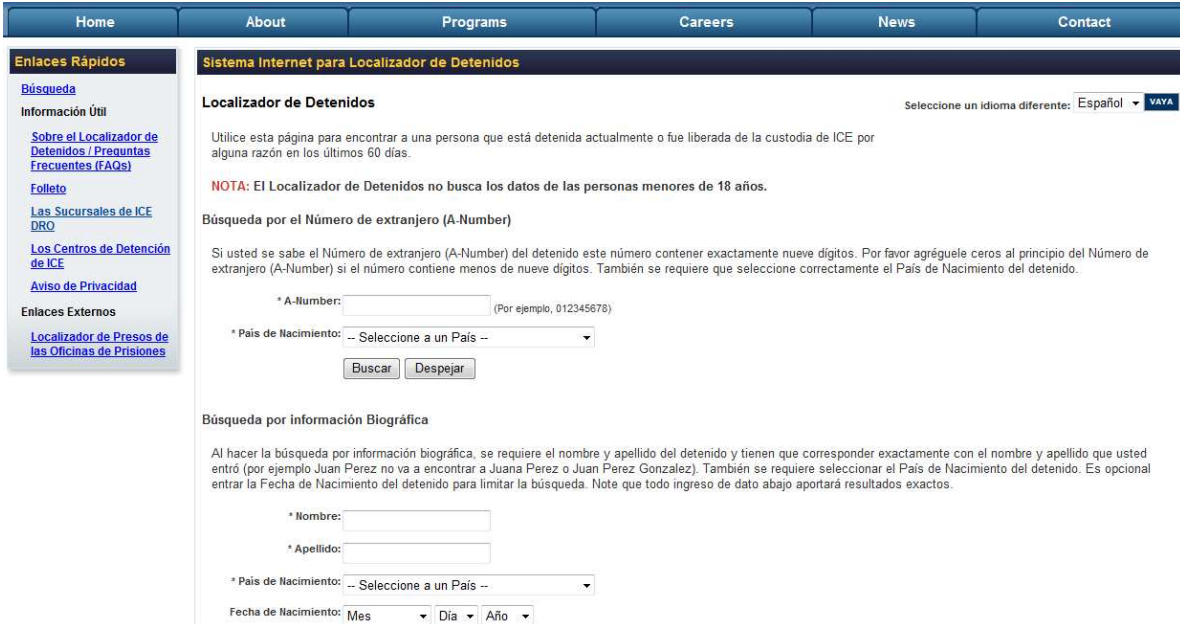 Home About Programs Careers News Contact
Enlaces Rápidos
Búsqueda
Información Útil
Sobre el Localizador de
Detenidos / Preguntas
Frecuentes (FAQs)
Folleto
Las Sucursales de ICE
DRO
Los Centros de Detención
de ICE
Aviso de Privacidad
Enlaces Externos
Localizador de Presos de
las Oficinas de Prisiones
Sistema Internet para Localizador de Detenidos
Localizador de Detenidos
Seleccione un idioma diferente: Español VAYA
Utilice esta página para encontrar a una persona que está detenida actualmente o fue liberada de la custodia de ICE por
alguna razón en los últimos 60 días.
NOTA: El Localizador de Detenidos no busca los datos de las personas menores de 18 años.
Búsqueda por el Número de extranjero (A-Number)
Si usted se sabe el Número de extranjero (A-Number) del detenido este número contener exactamente nueve dígitos. Por favor agréguele ceros al principio del Número de
extranjero (A-Number) si el número contiene menos de nueve dígitos. También se requiere que seleccione correctamente el País de Nacimiento del detenido.
* A-Number: (Por ejemplo, 012345678)
* País de Nacimiento: -- Seleccione a un País --
Buscar Despejar
Búsqueda por información Biográfica
Al hacer la búsqueda por información biográfica, se requiere el nombre y apellido del detenido y tienen que corresponder exactamente con el nombre y apellido que usted
entró (por ejemplo Juan Perez no va a encontrar a Juana Perez o Juan Perez Gonzalez). También se requiere seleccionar el País de Nacimiento del detenido. Es opcional
entrar la Fecha de Nacimiento del detenido para limitar la búsqueda. Note que todo ingreso de dato abajo aportará resultados exactos.
* Nombre:
* Apellido:
* País de Nacimiento: -- Seleccione a un País --
Fecha de Nacimiento: Mes Día Año